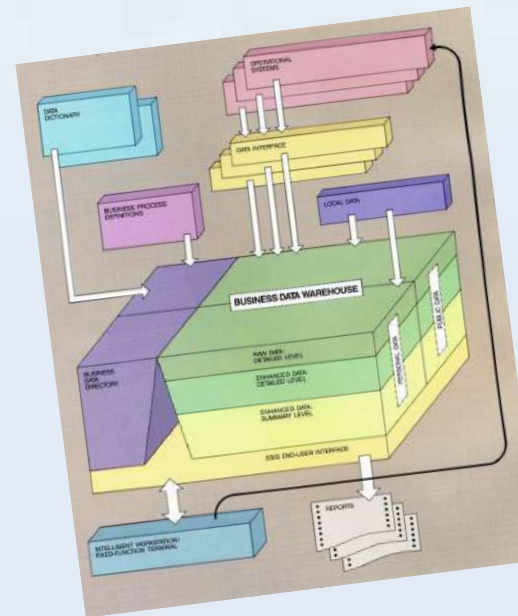 OPERATIONAL
SYSTEMS
DATA
DICTIONARY
DATA INTERFACE
BUSINESS PROCESS
DEFINITIONS
LOCAL DATA
BUSINESS DATA WAREHOUSE
PERSONAL DATA
PUBLIC DATA
BUSINESS
DATA
DIRECTORY
RAW DATA:
DETAILED LEVEL
ENHANCED DATA:
DETAILED LEVEL
ENHANCED DATA:
SUMMARY LEVEL
END-USER INTERFACE
REPORTS
INTELLIGENT WORKSTATION/
FIXED-FUNCTION TERMINAL